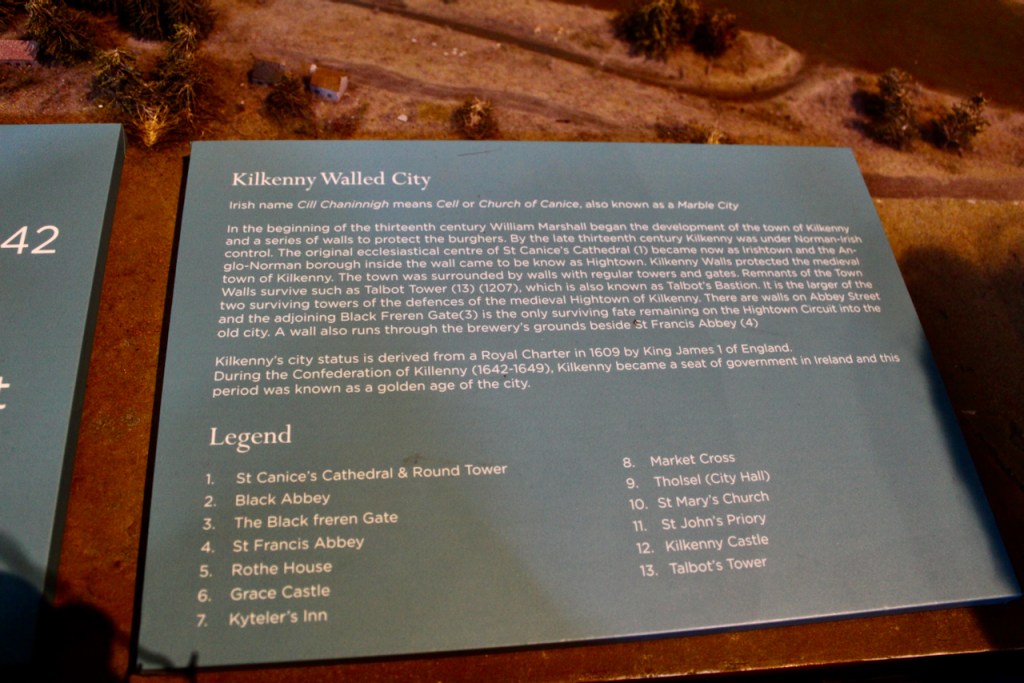 42
t
Kilkenny Walled City
Irish name Cill Chaninnigh means Cell or Church of Canice, also known as a Marble City
In the beginning of the thirteenth century William Marshall began the development of the town of Kilkenny
and a series of walls to protect the burghers. By the late thirteenth century Kilkenny was under Norman-Irish
control. The original ecclesiastical centre of St Canice's Cathedral (1) became now as Irishtown and the An-
glo-Norman borough inside the wall came to be know as Hightown. Kilkenny Walls protected the medieval
town of Kilkenny. The town was surrounded by walls with regular towers and gates. Remnants of the Town
Walls survive such as Talbot Tower (13) (1207), which is also known as Talbot's Bastion. It is the larger of the
two surviving towers of the defences of the medieval Hightown of Kilkenny. There are walls on Abbey Street
and the adjoining Black Freren Gate(3) is the only surviving fate remaining on the Hightown Circuit into the
old city. A wall also runs through the brewery's grounds beside St Francis Abbey (4)
Kilkenny's city status is derived from a Royal Charter in 1609 by King James 1 of England.
During the Confederation of Killenny (1642-1649), Kilkenny became a seat of government in Ireland and this
period was known as a golden age of the city.
Legend
1. St Canice's Cathedral & Round Tower
2. Black Abbey
3. The Black freren Gate
4. St Francis Abbey
5. Rothe House
6. Grace Castle
7. Kyteler's Inn
8. Market Cross
9. Tholsel (City Hall)
10. St Mary's Church
11. St John's Priory
12. Kilkenny Castle
13. Talbot's Tower